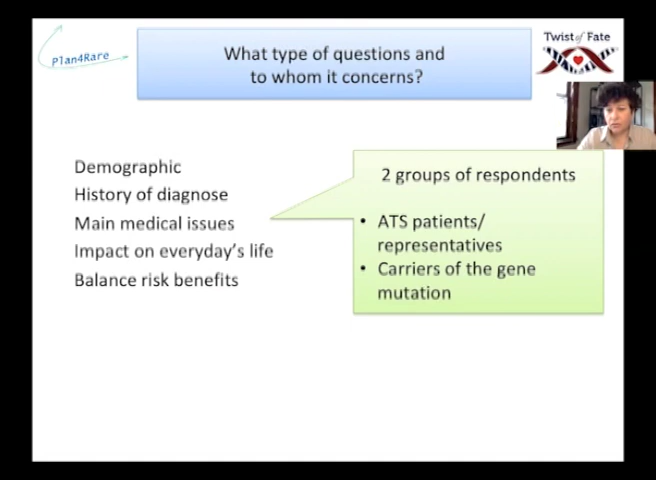 Plan4Rare
What type of questions and
to whom it concerns?
Twist of Fate
Demographic
History of diagnose
Main medical issues
Impact on everyday's life
Balance risk benefits
2 groups of respondents
• ATS patients/
representatives
• Carriers of the gene
mutation